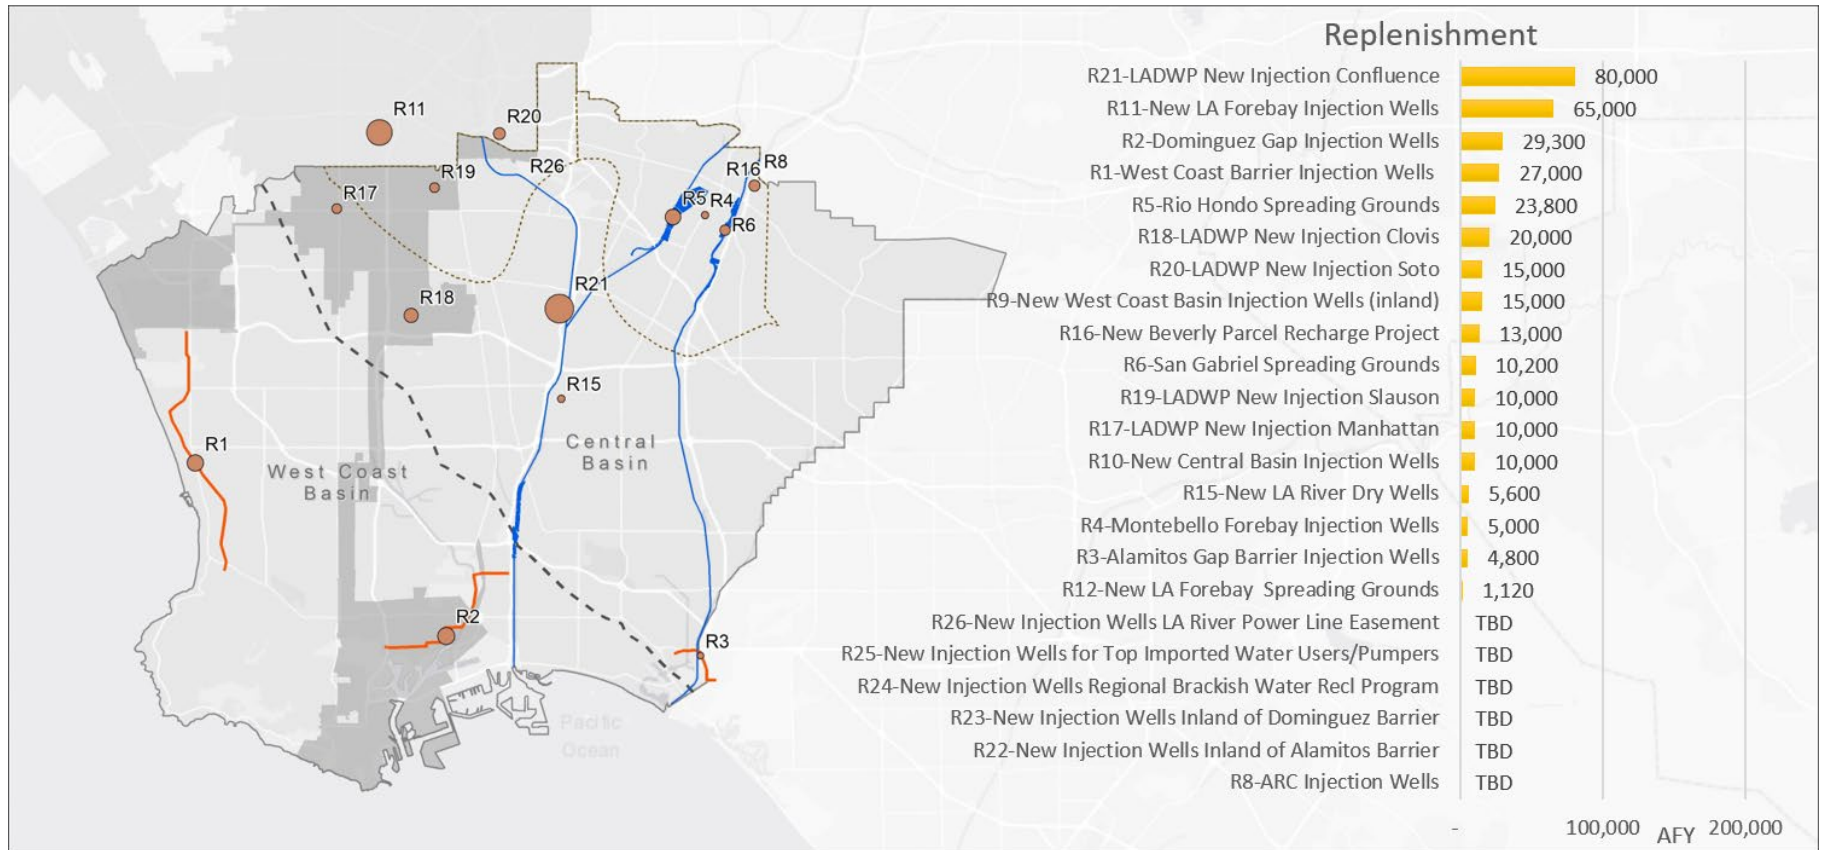 R11
R20
R8
R26
R16
R19
R17
R5
R4
R6
R21
R18
R15
R1
Central
Basin
West Coast
Basin
R2
R3
Pacific
Ocean
Replenishment
R21-LADWP New Injection Confluence 80,000
R11-New LA Forebay Injection Wells 65,000
R2-Dominguez Gap Injection Wells 29,300
R1-West Coast Barrier Injection Wells 27,000
R5-Rio Hondo Spreading Grounds 23,800
R18-LADWP New Injection Clovis 20,000
R20-LADWP New Injection Soto 15,000
R9-New West Coast Basin Injection Wells (inland) 15,000
R16-New Beverly Parcel Recharge Project 13,000
R6-San Gabriel Spreading Grounds 10,200
R19-LADWP New Injection Slauson 10,000
R17-LADWP New Injection Manhattan 10,000
R10-New Central Basin Injection Wells 10,000
R15-New LA River Dry Wells 5,600
R4-Montebello Forebay Injection Wells 5,000
R3-Alamitos Gap Barrier Injection Wells 4,800
R12-New LA Forebay Spreading Grounds 1,120
R26-New Injection Wells LA River Power Line Easement TBD
R25-New Injection Wells for Top Imported Water Users/Pumpers TBD
R24-New Injection Wells Regional Brackish Water Recl Program TBD
R23-New Injection Wells Inland of Dominguez Barrier TBD
R22-New Injection Wells Inland of Alamitos Barrier TBD
R8-ARC Injection Wells TBD
- 100,000 AFY 200,000